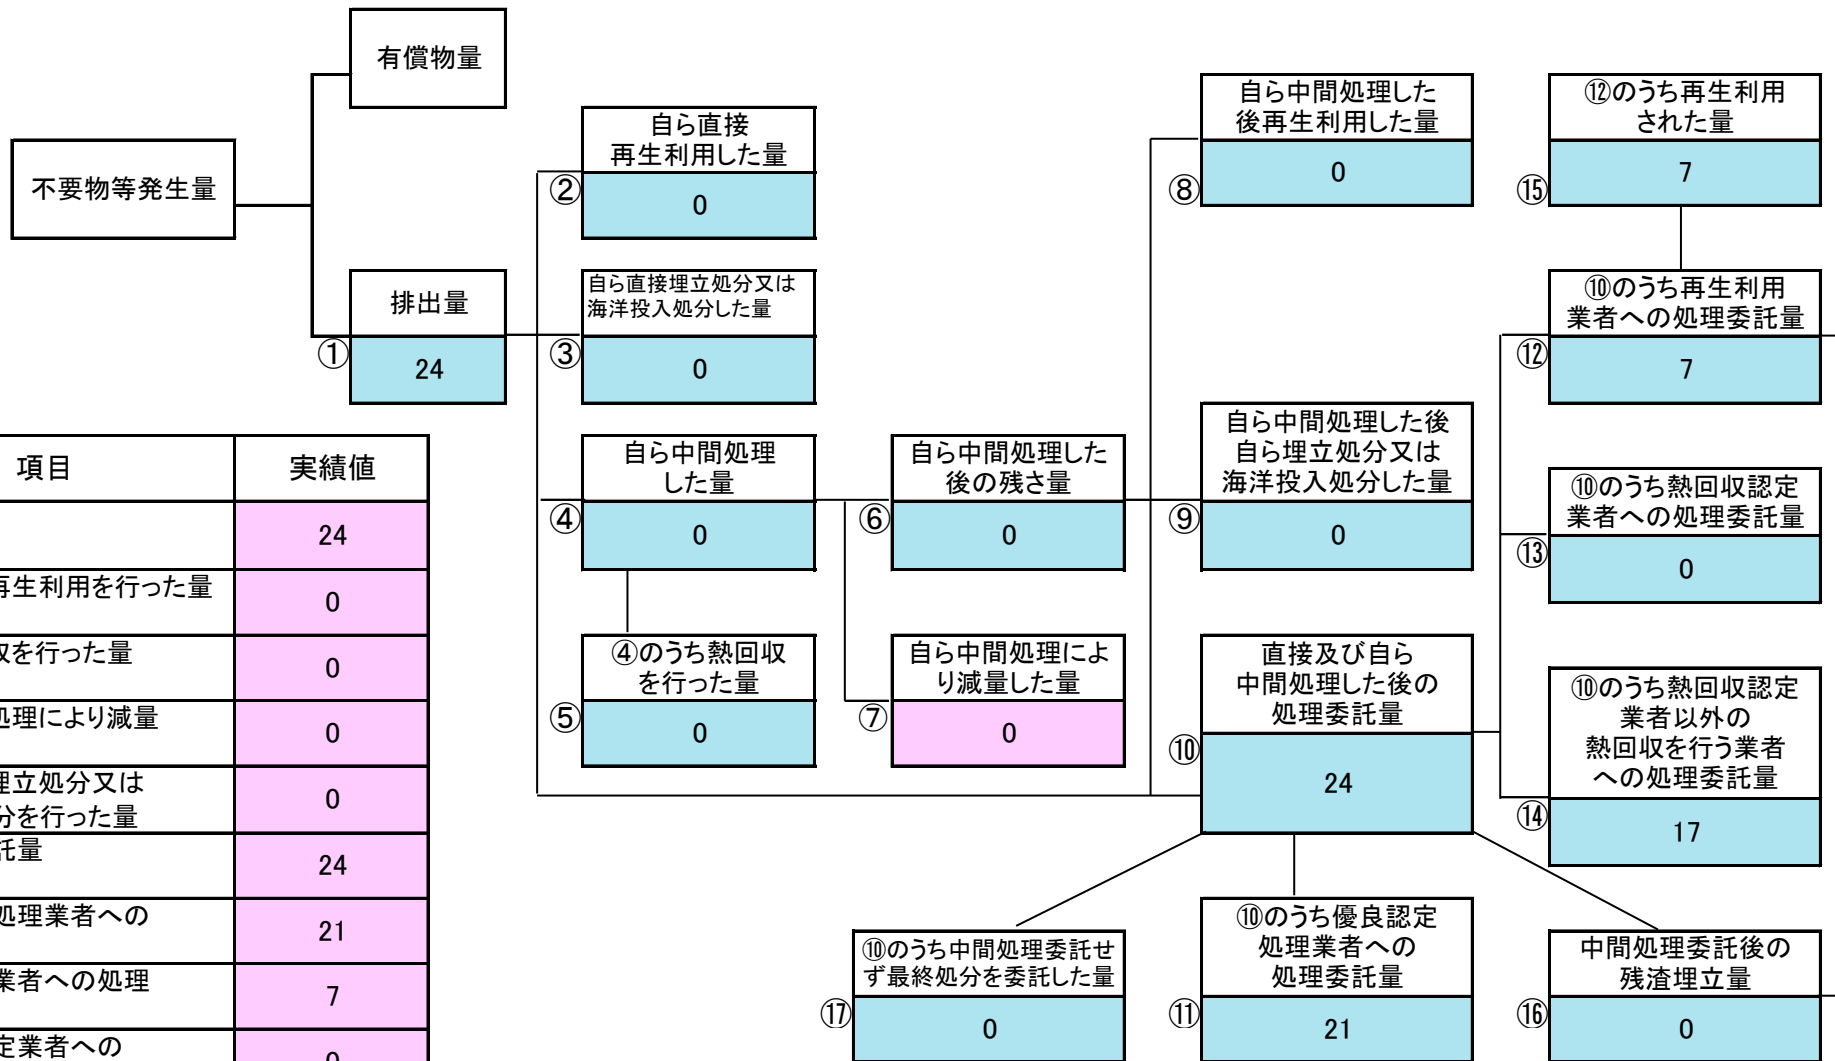 有償物量
不要物等発生量
排出量
①
24
自ら直接
再生利用した量
②
0
自ら直接埋立処分又は
海洋投入処分した量
③
0
自ら中間処理
した量
④
0
④のうち熱回収
を行った量
⑤
0
自ら中間処理した
後の残さ量
⑥
0
自ら中間処理によ
り減量した量
⑦
0
自ら中間処理した
後再生利用した量
⑧
0
自ら中間処理した後
自ら埋立処分又は
海洋投入処分した量
⑨
0
直接及び自ら
中間処理した後の
処理委託量
⑩
24
⑫のうち再生利用
された量
⑮
7
⑩のうち再生利用
業者への処理委託量
⑫
7
⑩のうち熱回収認定
業者への処理委託量
⑬
0
⑩のうち熱回収認定
業者以外の
熱回収を行う業者
への処理委託量
⑭
17
⑩のうち中間処理委託せ
ず最終処分を委託した量
⑰
0
⑩のうち優良認定
処理業者への
処理委託量
⑪
21
中間処理委託後の
残渣埋立量
⑯
0
項目 実績値
24
再生利用を行った量 0
を行った量 0
処理により減量 0
埋立処分又は
分を行った量 0
託量 24
処理業者への 21
業者への処理 7
定業者への